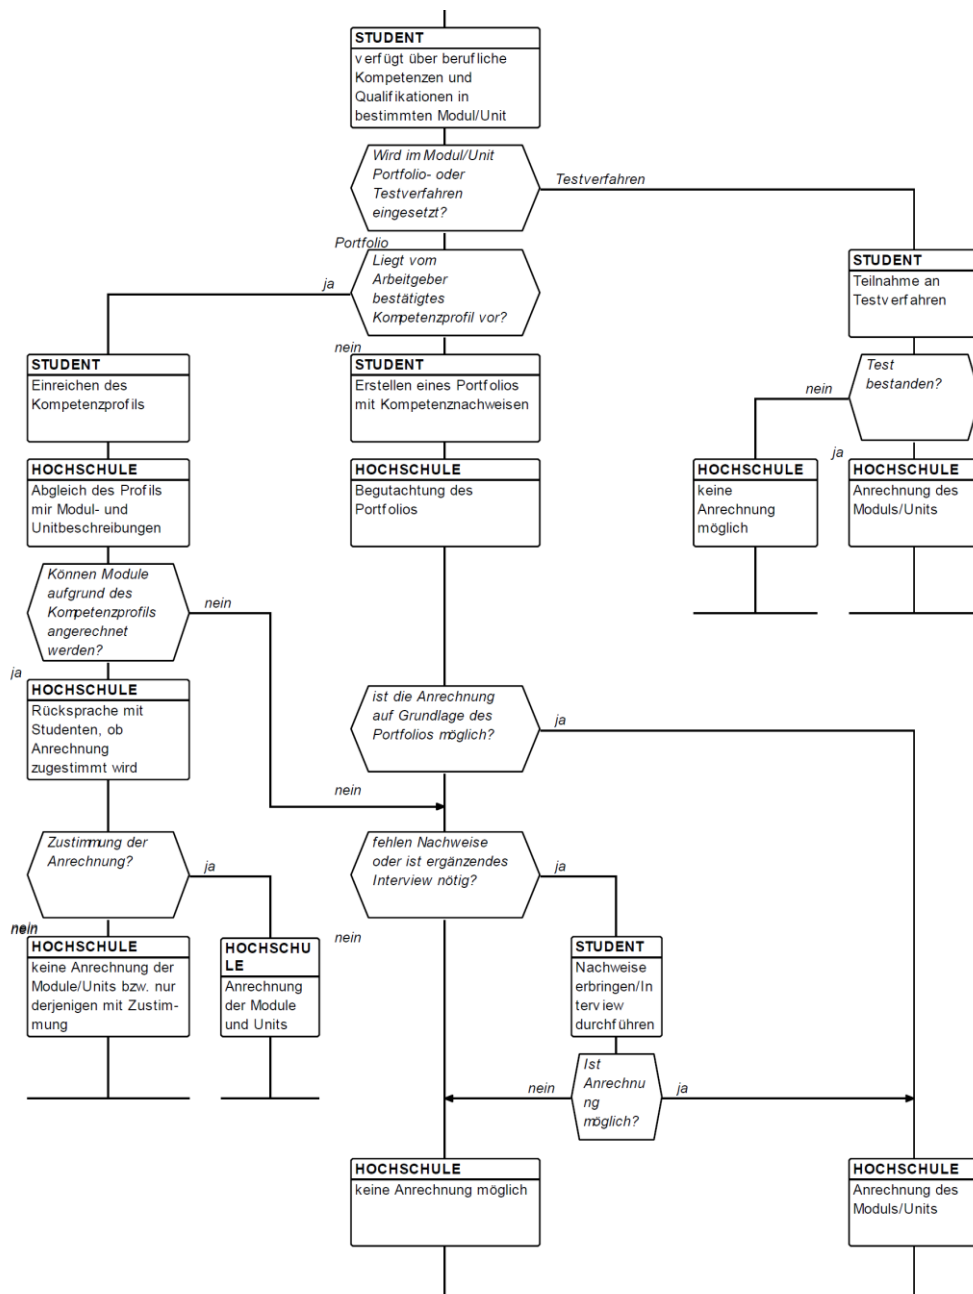 STUDENT
verfügt über berufliche
Kompetenzen und
Qualifikationen in
bestimmten Modul/Unit
Wird im Modul/Unit
Portfolio- oder
Testverfahren
eingesetzt?
Testverfahren
Portfolio
Liegt vom
Arbeitgeber
bestätigtes
Kompetenzprofil vor?
ja
nein
STUDENT
Teilnahme an
Testverfahren
STUDENT
Einreichen des
Kompetenzprofils
STUDENT
Erstellen eines Portfolios
mit Kompetenznachweisen
Test
bestanden?
nein
ja
HOCHSCHULE
Abgleich des Profils
mir Modul- und
Unitbeschreibungen
HOCHSCHULE
Begutachtung des
Portfolios
HOCHSCHULE
keine
Anrechnung
möglich
HOCHSCHULE
Anrechnung des
Moduls/Units
Können Module
aufgrund des
Kompetenzprofils
angerechnet
werden?
nein
ja
HOCHSCHULE
Rücksprache mit
Studenten, ob
Anrechnung
zugestimmt wird
ist die Anrechnung
auf Grundlage des
Portfolios möglich?
ja
nein
Zustimmung der
Anrechnung?
ja
nein
fehlen Nachweise
oder ist ergänzendes
Interview nötig?
ja
nein
HOCHSCHULE
keine Anrechnung der
Module/Units bzw. nur
derjenigen mit Zustim-
mung
HOCHSCHU
LE
Anrechnung
der Module
und Units
STUDENT
Nachweise
erbringen/In
terview
durchführen
Ist
Anrechnu
ng
möglich?
nein
ja
HOCHSCHULE
keine Anrechnung möglich
HOCHSCHULE
Anrechnung des
Moduls/Units